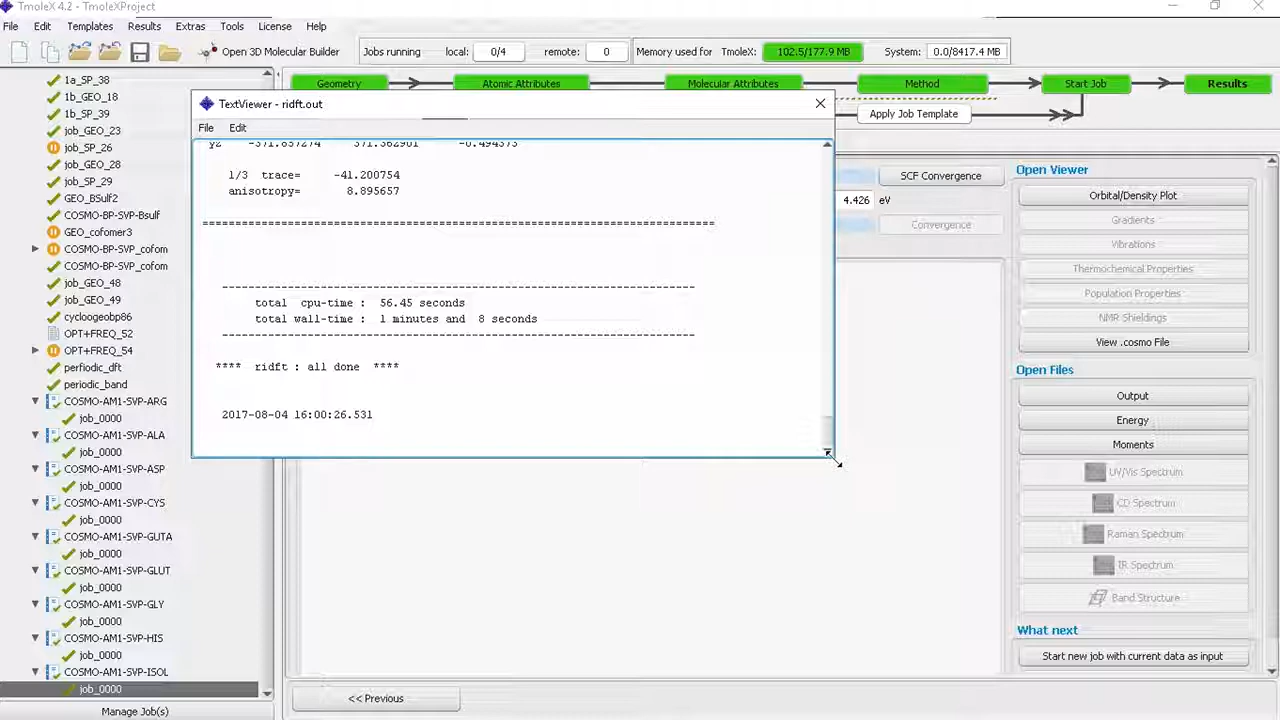 TmoleX 4.2 - TmoleXProject
File Edit Templates Results Extras Tools License Help
Open 3D Molecular Builder Jobs running local: 0/4 remote: 0 Memory used for TmoleX: 102.5/177.9 MB System: 0.0/8417.4 MB
1a_SP_38
1b_GEO_18
1b_SP_39
job_GEO_23
job_SP_26
job_GEO_28
job_SP_29
GEO_BSulf2
COSMO-BP-SVP-Bsulf
GEO_cofomer3
COSMO-BP-SVP_cofom
COSMO-BP-SVP_cofom
job_GEO_48
job_GEO_49
cycloogeobp86
OPT+FREQ_52
OPT+FREQ_54
perfiodic_dft
periodic_band
COSMO-AM1-SVP-ARG
job_0000
COSMO-AM1-SVP-ALA
job_0000
COSMO-AM1-SVP-ASP
job_0000
COSMO-AM1-SVP-CYS
job_0000
COSMO-AM1-SVP-GUTA
job_0000
COSMO-AM1-SVP-GLUT
job_0000
COSMO-AM1-SVP-GLY
job_0000
COSMO-AM1-SVP-HIS
job_0000
COSMO-AM1-SVP-ISOL
job_0000
Manage Job(s)
Geometry Atomic Attributes Molecular Attributes Method Start Job Results
Apply Job Template
TextViewer - ridft.out
File Edit
yz -371.857274 371.362901 -0.494373
1/3 trace= -41.200754
anisotropy= 8.895657
================================================================
-----------------------------------------------------------
total cpu-time : 56.45 seconds
total wall-time : 1 minutes and 8 seconds
-----------------------------------------------------------
**** ridft : all done ****
2017-08-04 16:00:26.531
SCF Convergence
4.426 eV
Convergence
<< Previous
Open Viewer
Orbital/Density Plot
Gradients
Vibrations
Thermochemical Properties
Population Properties
NMR Shieldings
View .cosmo File
Open Files
Output
Energy
Moments
UV/Vis Spectrum
CD Spectrum
Raman Spectrum
IR Spectrum
Band Structure
What next
Start new job with current data as input